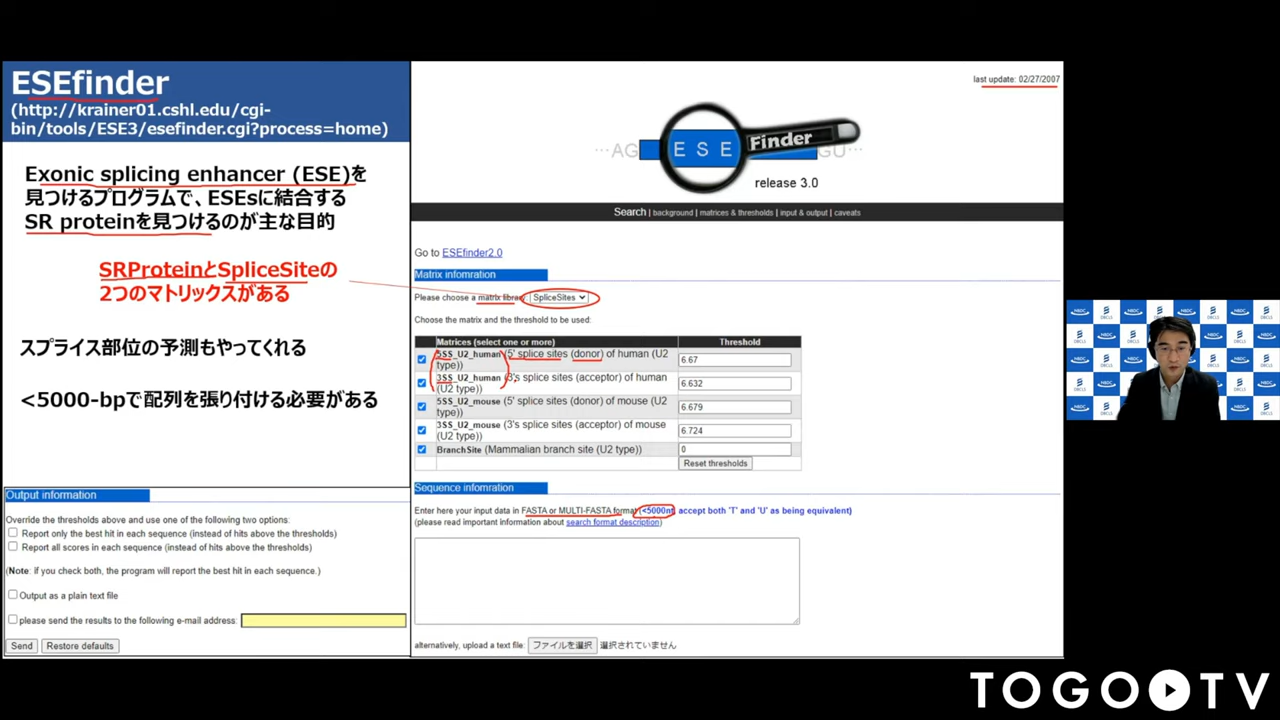 ESEfinder
(http://krainer01.cshl.edu/cgi-
bin/tools/ESE3/esefinder.cgi?process=home)
Exonic splicing enhancer (ESE)を
見つけるプログラムで、ESEsに結合する
SR proteinを見つけるのが主な目的
SRProteinとSpliceSiteの
2つのマトリックスがある
スプライス部位の予測もやってくれる
<5000-bpで配列を張り付ける必要がある
Output information
Override the thresholds above and use one of the following two options:
Report only the best hit in each sequence (instead of hits above the thresholds)
Report all scores in each sequence (instead of hits above the thresholds)
(Note: if you check both, the program will report the best hit in each sequence.)
Output as a plain text file
please send the results to the following e-mail address:
Send Restore defaults
last update: 02/27/2007
...AG ESE Finder GU...
release 3.0
Search | background | matrices & thresholds | input & output | caveats
Go to ESEfinder2.0
Matrix infomration
Please choose a matrix library: SpliceSites
Choose the matrix and the threshold to be used:
Matrices (select one or more) Threshold
5SS_U2_human (5' splice sites (donor) of human (U2
type)) 6.67
3SS_U2_human (3's splice sites (acceptor) of human
(U2 type)) 6.632
5SS_U2_mouse (5' splice sites (donor) of mouse (U2
type)) 6.679
3SS_U2_mouse (3's splice sites (acceptor) of mouse
(U2 type)) 6.724
BranchSite (Mammalian branch site (U2 type)) 0
Reset thresholds
Sequence infomration
Enter here your input data in FASTA or MULTI-FASTA format (<5000nt, accept both 'T' and 'U' as being equivalent)
(please read important information about search format description)
alternatively, upload a text file: ファイルを選択 選択されていません
NBDC
DBCLS
TOGO TV